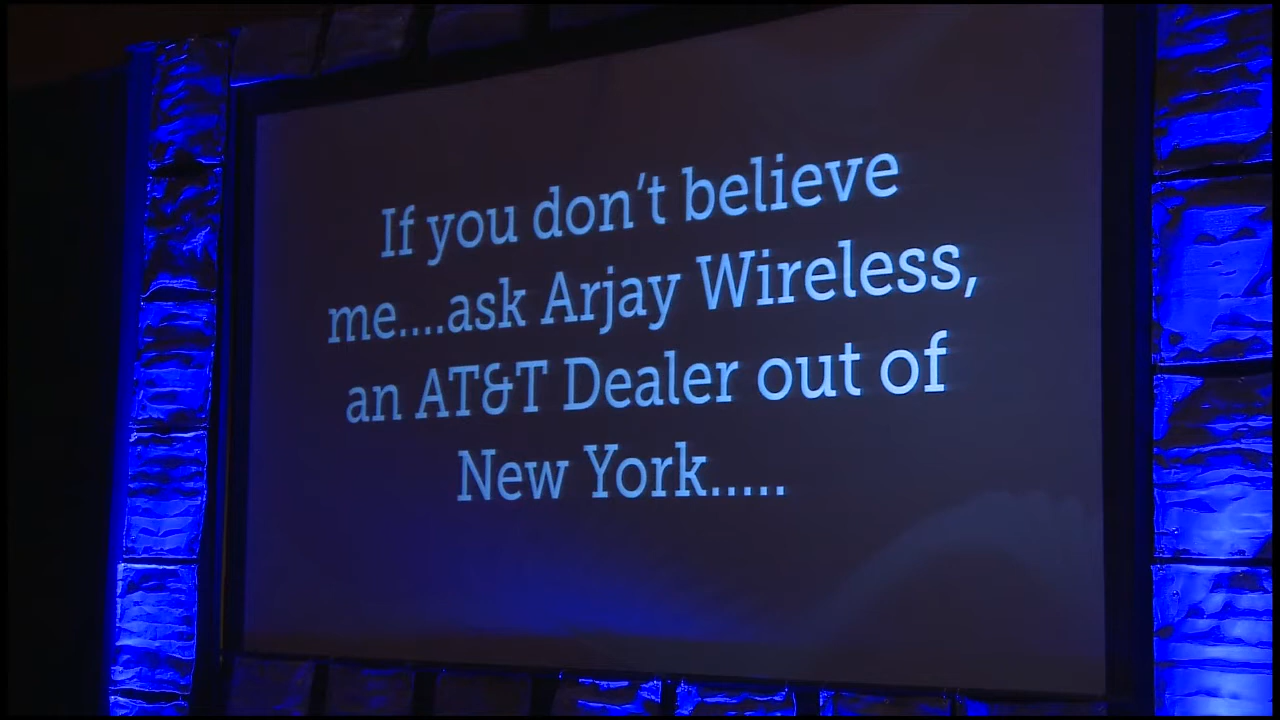 If you don't believe
me....ask Arjay Wireless,
an AT&T Dealer out of
New York.....